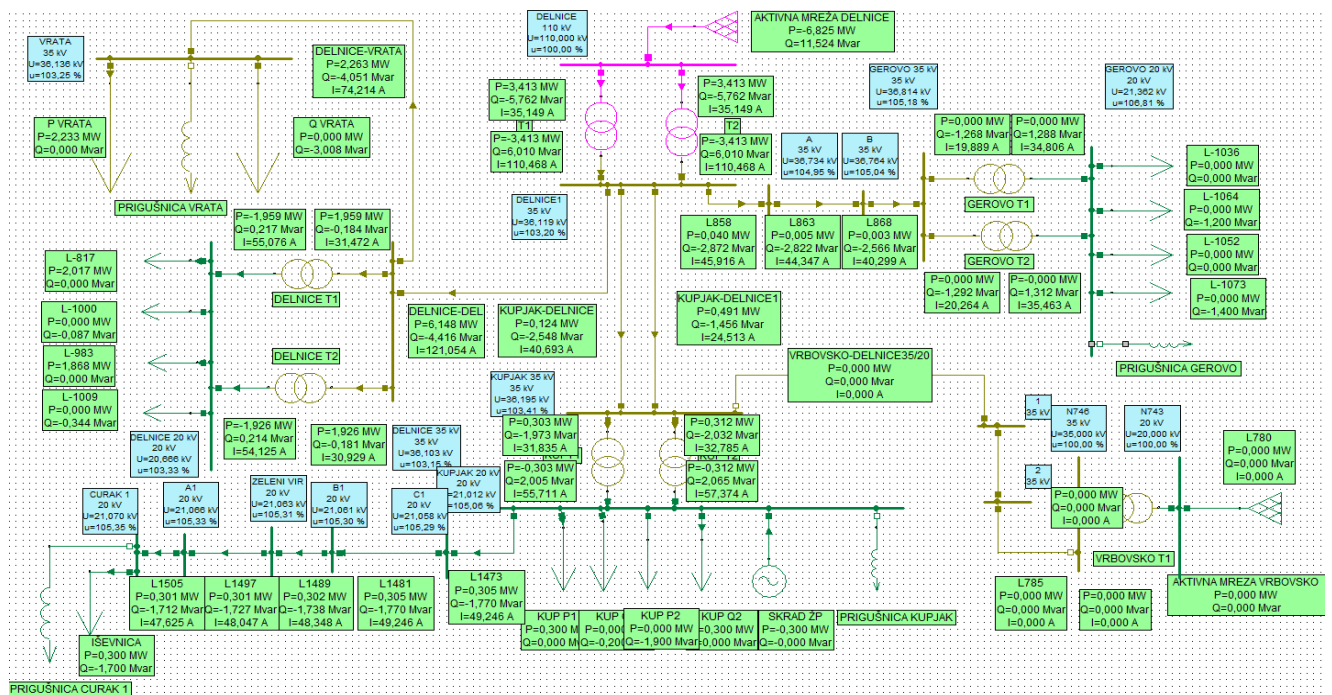 VRATA
35 kV
U=36,136 kV
u=103,25 %
DELNICE-VRATA
P=2,263 MW
Q=-4,051 Mvar
I=74,214 A
P VRATA
P=2,233 MW
Q=0,000 Mvar
Q VRATA
P=0,000 MW
Q=-3,008 Mvar
PRIGUŠNICA VRATA
DELNICE
110 kV
U=110,000 kV
u=100,00 %
AKTIVNA MREŽA DELNICE
P=-6,825 MW
Q=11,524 Mvar
P=3,413 MW
Q=-5,762 Mvar
I=35,149 A
T1
P=-3,413 MW
Q=6,010 Mvar
I=110,468 A
P=3,413 MW
Q=-5,762 Mvar
I=35,149 A
T2
P=-3,413 MW
Q=6,010 Mvar
I=110,468 A
DELNICE1
35 kV
U=36,119 kV
u=103,20 %
A
35 kV
U=36,734 kV
u=104,95 %
B
35 kV
U=36,764 kV
u=105,04 %
GEROVO 35 kV
35 kV
U=36,814 kV
u=105,18 %
GEROVO 20 kV
20 kV
U=21,362 kV
u=106,81 %
P=0,000 MW
Q=-1,268 Mvar
I=19,889 A
P=0,000 MW
Q=1,288 Mvar
I=34,806 A
GEROVO T1
GEROVO T2
P=0,000 MW
Q=-1,292 Mvar
I=20,264 A
P=-0,000 MW
Q=1,312 Mvar
I=35,463 A
L-1036
P=0,000 MW
Q=0,000 Mvar
L-1064
P=0,000 MW
Q=-1,200 Mvar
L-1052
P=0,000 MW
Q=0,000 Mvar
L-1073
P=0,000 MW
Q=-1,400 Mvar
PRIGUŠNICA GEROVO
L858
P=0,040 MW
Q=-2,872 Mvar
I=45,916 A
L863
P=0,005 MW
Q=-2,822 Mvar
I=44,347 A
L868
P=0,003 MW
Q=-2,566 Mvar
I=40,299 A
P=-1,959 MW
Q=0,217 Mvar
I=55,076 A
P=1,959 MW
Q=-0,184 Mvar
I=31,472 A
DELNICE T1
DELNICE T2
L-817
P=2,017 MW
Q=0,000 Mvar
L-1000
P=0,000 MW
Q=-0,087 Mvar
L-983
P=1,868 MW
Q=0,000 Mvar
L-1009
P=0,000 MW
Q=-0,344 Mvar
DELNICE-DEL
P=6,148 MW
Q=-4,416 Mvar
I=121,054 A
KUPJAK-DELNICE
P=0,124 MW
Q=-2,548 Mvar
I=40,693 A
KUPJAK-DELNICE1
P=0,491 MW
Q=-1,456 Mvar
I=24,513 A
VRBOVSKO-DELNICE35/20
P=0,000 MW
Q=0,000 Mvar
I=0,000 A
P=-1,926 MW
Q=0,214 Mvar
I=54,125 A
P=1,926 MW
Q=-0,181 Mvar
I=30,929 A
DELNICE 20 kV
20 kV
U=20,666 kV
u=103,33 %
DELNICE 35 kV
35 kV
U=36,103 kV
u=103,15 %
KUPJAK 35 kV
35 kV
U=36,195 kV
u=103,41 %
P=0,303 MW
Q=-1,973 Mvar
I=31,835 A
P=-0,303 MW
Q=2,005 Mvar
I=55,711 A
P=0,312 MW
Q=-2,032 Mvar
I=32,785 A
P=-0,312 MW
Q=2,065 Mvar
I=57,374 A
KUPJAK 20 kV
20 kV
U=21,012 kV
u=105,06 %
1
35 kV
2
35 kV
N746
35 kV
U=35,000 kV
u=100,00 %
N743
20 kV
U=20,000 kV
u=100,00 %
L780
P=0,000 MW
Q=0,000 Mvar
I=0,000 A
P=0,000 MW
Q=0,000 Mvar
I=0,000 A
VRBOVSKO T1
L785
P=0,000 MW
Q=0,000 Mvar
I=0,000 A
P=0,000 MW
Q=0,000 Mvar
I=0,000 A
AKTIVNA MREŽA VRBOVSKO
P=0,000 MW
Q=0,000 Mvar
CURAK 1
20 kV
U=21,070 kV
u=105,35 %
A1
20 kV
U=21,066 kV
u=105,33 %
ZELENI VIR
20 kV
U=21,063 kV
u=105,31 %
B1
20 kV
U=21,061 kV
u=105,30 %
C1
20 kV
U=21,058 kV
u=105,29 %
L1505
P=0,301 MW
Q=-1,712 Mvar
I=47,625 A
L1497
P=0,301 MW
Q=-1,727 Mvar
I=48,047 A
L1489
P=0,302 MW
Q=-1,738 Mvar
I=48,348 A
L1481
P=0,305 MW
Q=-1,770 Mvar
I=49,246 A
L1473
P=0,305 MW
Q=-1,770 Mvar
I=49,246 A
IŠEVNICA
P=0,300 MW
Q=-1,700 Mvar
PRIGUŠNICA CURAK 1
KUP P1
P=0,300 M
Q=0,000 Mvar
KUP
P=0,000
Q=-0,200
KUP P2
P=0,000 MW
Q=-1,900 Mvar
KUP Q2
P=0,300 MW
Q=0,000 Mvar
SKRAD ŽP
P=-0,300 MW
Q=-0,000 Mvar
PRIGUŠNICA KUPJAK